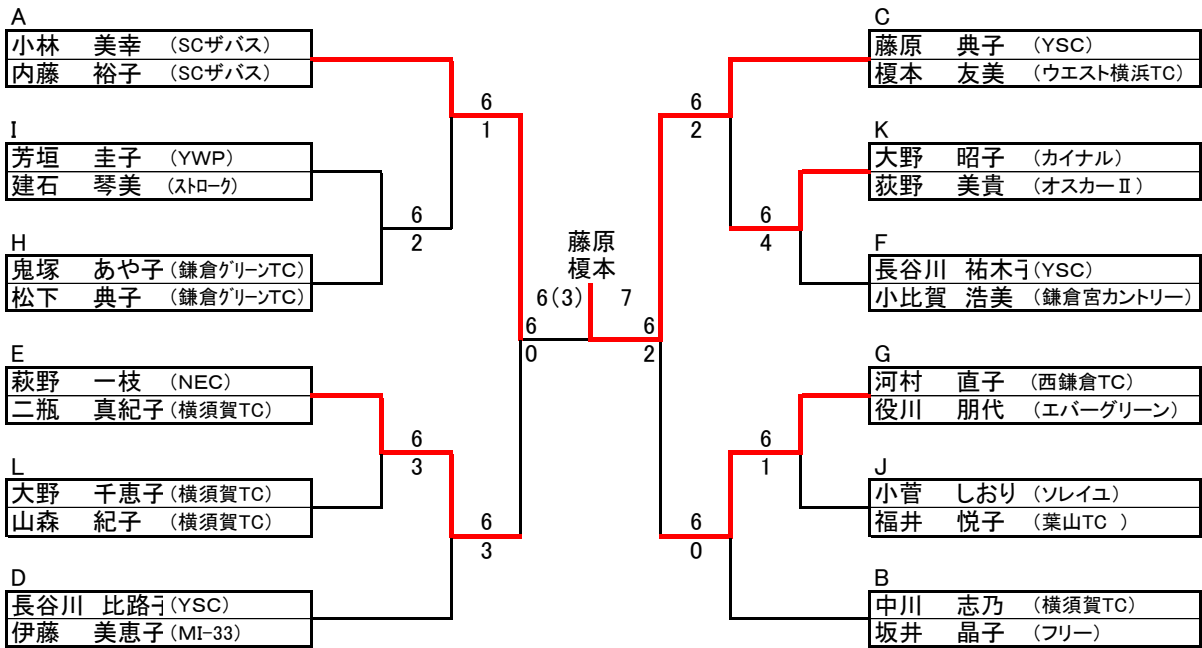 A
小林 美幸 (SCザバス)
内藤 裕子 (SCザバス)
I
芳垣 圭子 (YWP)
建石 琴美 (ストローク)
H
鬼塚 あや子 (鎌倉グリーンTC)
松下 典子 (鎌倉グリーンTC)
E
萩野 一枝 (NEC)
二瓶 真紀子 (横須賀TC)
L
大野 千恵子 (横須賀TC)
山森 紀子 (横須賀TC)
D
長谷川 比路子 (YSC)
伊藤 美恵子 (MI-33)
6
1
6
2
6
3
6
3
6
0
藤原
榎本
6(3) 7
6
2
6
2
6
4
6
1
6
0
C
藤原 典子 (YSC)
榎本 友美 (ウエスト横浜TC)
K
大野 昭子 (カイナル)
荻野 美貴 (オスカーⅡ)
F
長谷川 祐木子 (YSC)
小比賀 浩美 (鎌倉宮カントリー)
G
河村 直子 (西鎌倉TC)
役川 朋代 (エバーグリーン)
J
小菅 しおり (ソレイユ)
福井 悦子 (葉山TC )
B
中川 志乃 (横須賀TC)
坂井 晶子 (フリー)